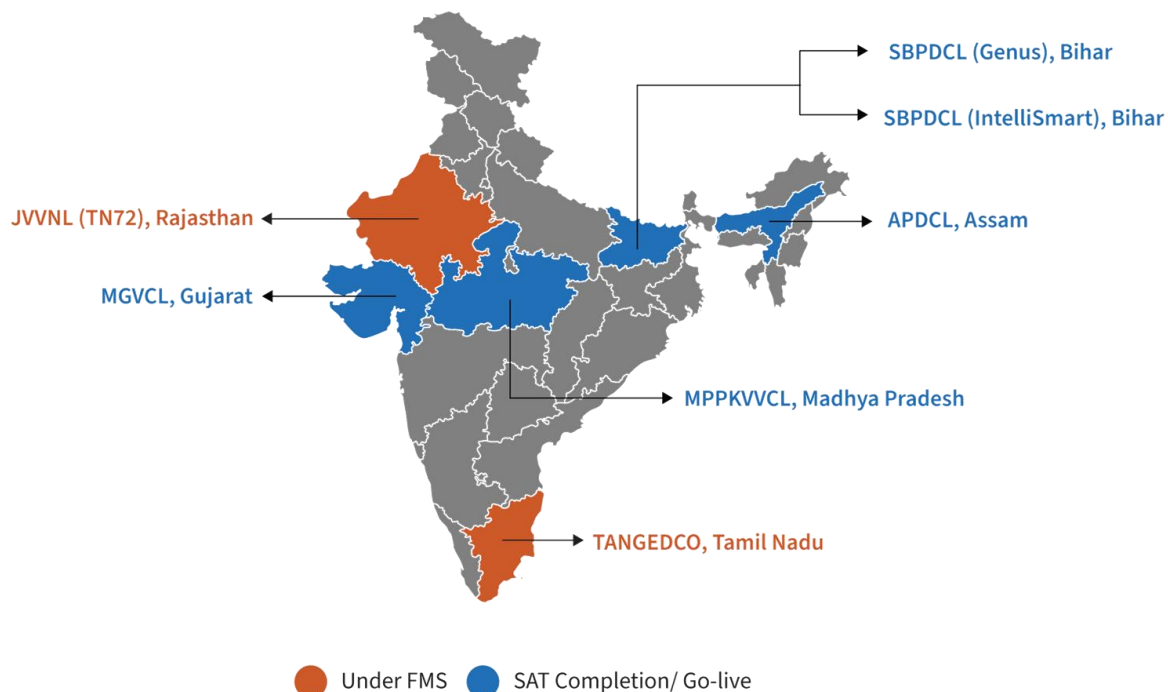 SBPDCL (Genus), Bihar
SBPDCL (IntelliSmart), Bihar
JVVNL (TN72), Rajasthan
APDCL, Assam
MGVCL, Gujarat
MPPKVVCL, Madhya Pradesh
TANGEDCO, Tamil Nadu
Under FMS
SAT Completion/ Go-live